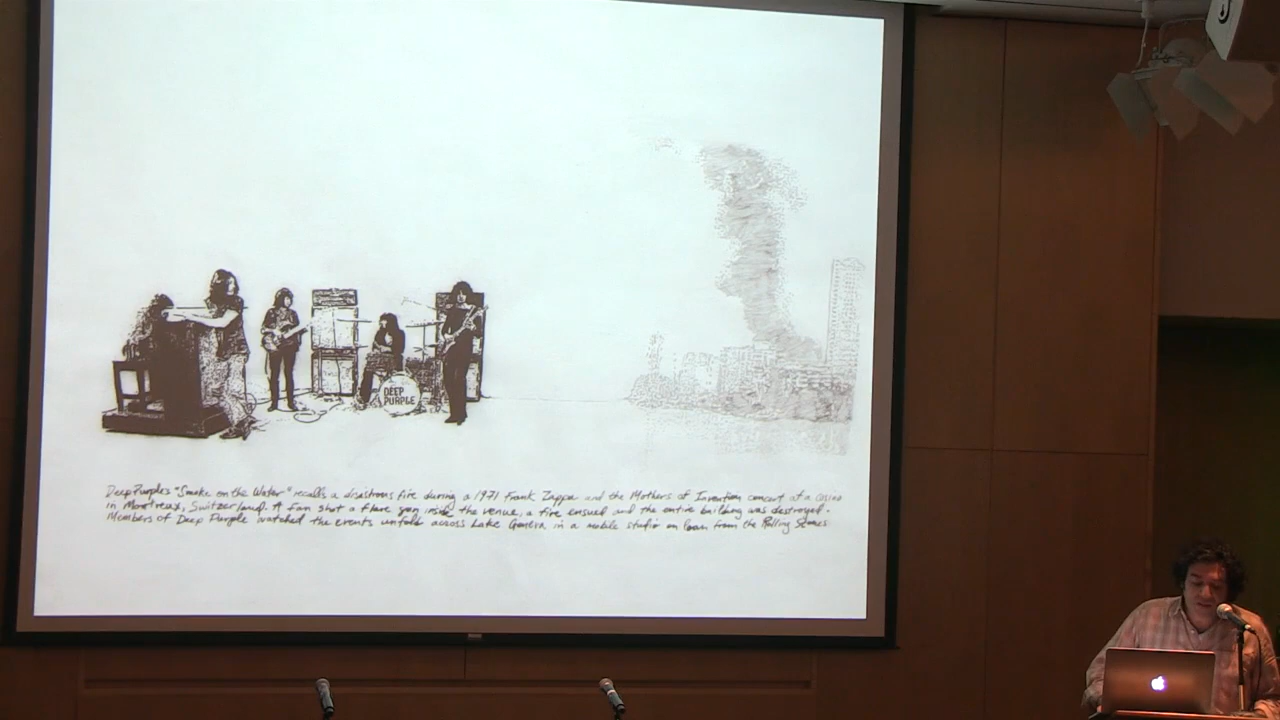 DEEP
PURPLE
Deep Purple's "Smoke on the Water" recalls a disastrous fire during a 1971 Frank Zappa and the Mothers of Invention concert at a casino
in Montreux, Switzerland. A fan shot a flare gun inside the venue, a fire ensued and the entire building was destroyed.
Members of Deep Purple watched the events unfold across Lake Geneva in a mobile studio on loan from the Rolling Stones